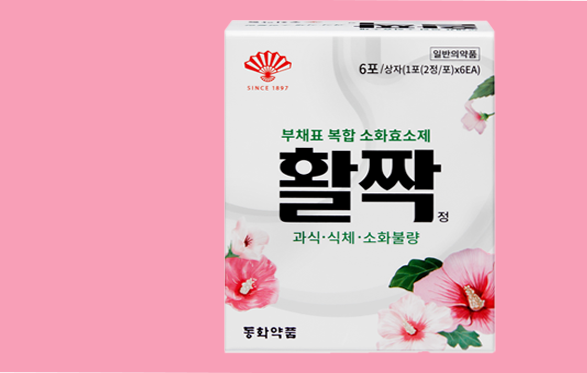 SINCE 1897
일반의약품
6포/상자(1포(2정/포)x6EA)
부채표 복합 소화효소제
활짝정
과식·식체·소화불량
동화약품